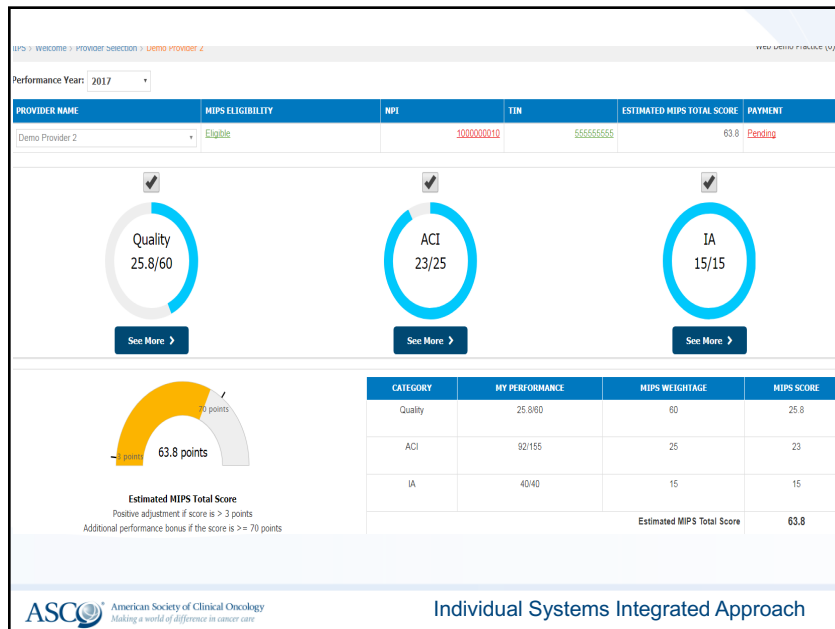 MIPS > Welcome > Provider Selection > Demo Provider 2
Web Demo Practice (0)
Performance Year: 2017
PROVIDER NAME MIPS ELIGIBILITY NPI TIN ESTIMATED MIPS TOTAL SCORE PAYMENT
Demo Provider 2 Eligible 1000000010 555555555 63.8 Pending
Quality
25.8/60
See More >
ACI
23/25
See More >
IA
15/15
See More >
70 points
3 points
63.8 points
Estimated MIPS Total Score
Positive adjustment if score is > 3 points
Additional performance bonus if the score is >= 70 points
CATEGORY MY PERFORMANCE MIPS WEIGHTAGE MIPS SCORE
Quality 25.8/60 60 25.8
ACI 92/155 25 23
IA 40/40 15 15
Estimated MIPS Total Score 63.8
ASCO American Society of Clinical Oncology
Making a world of difference in cancer care
Individual Systems Integrated Approach